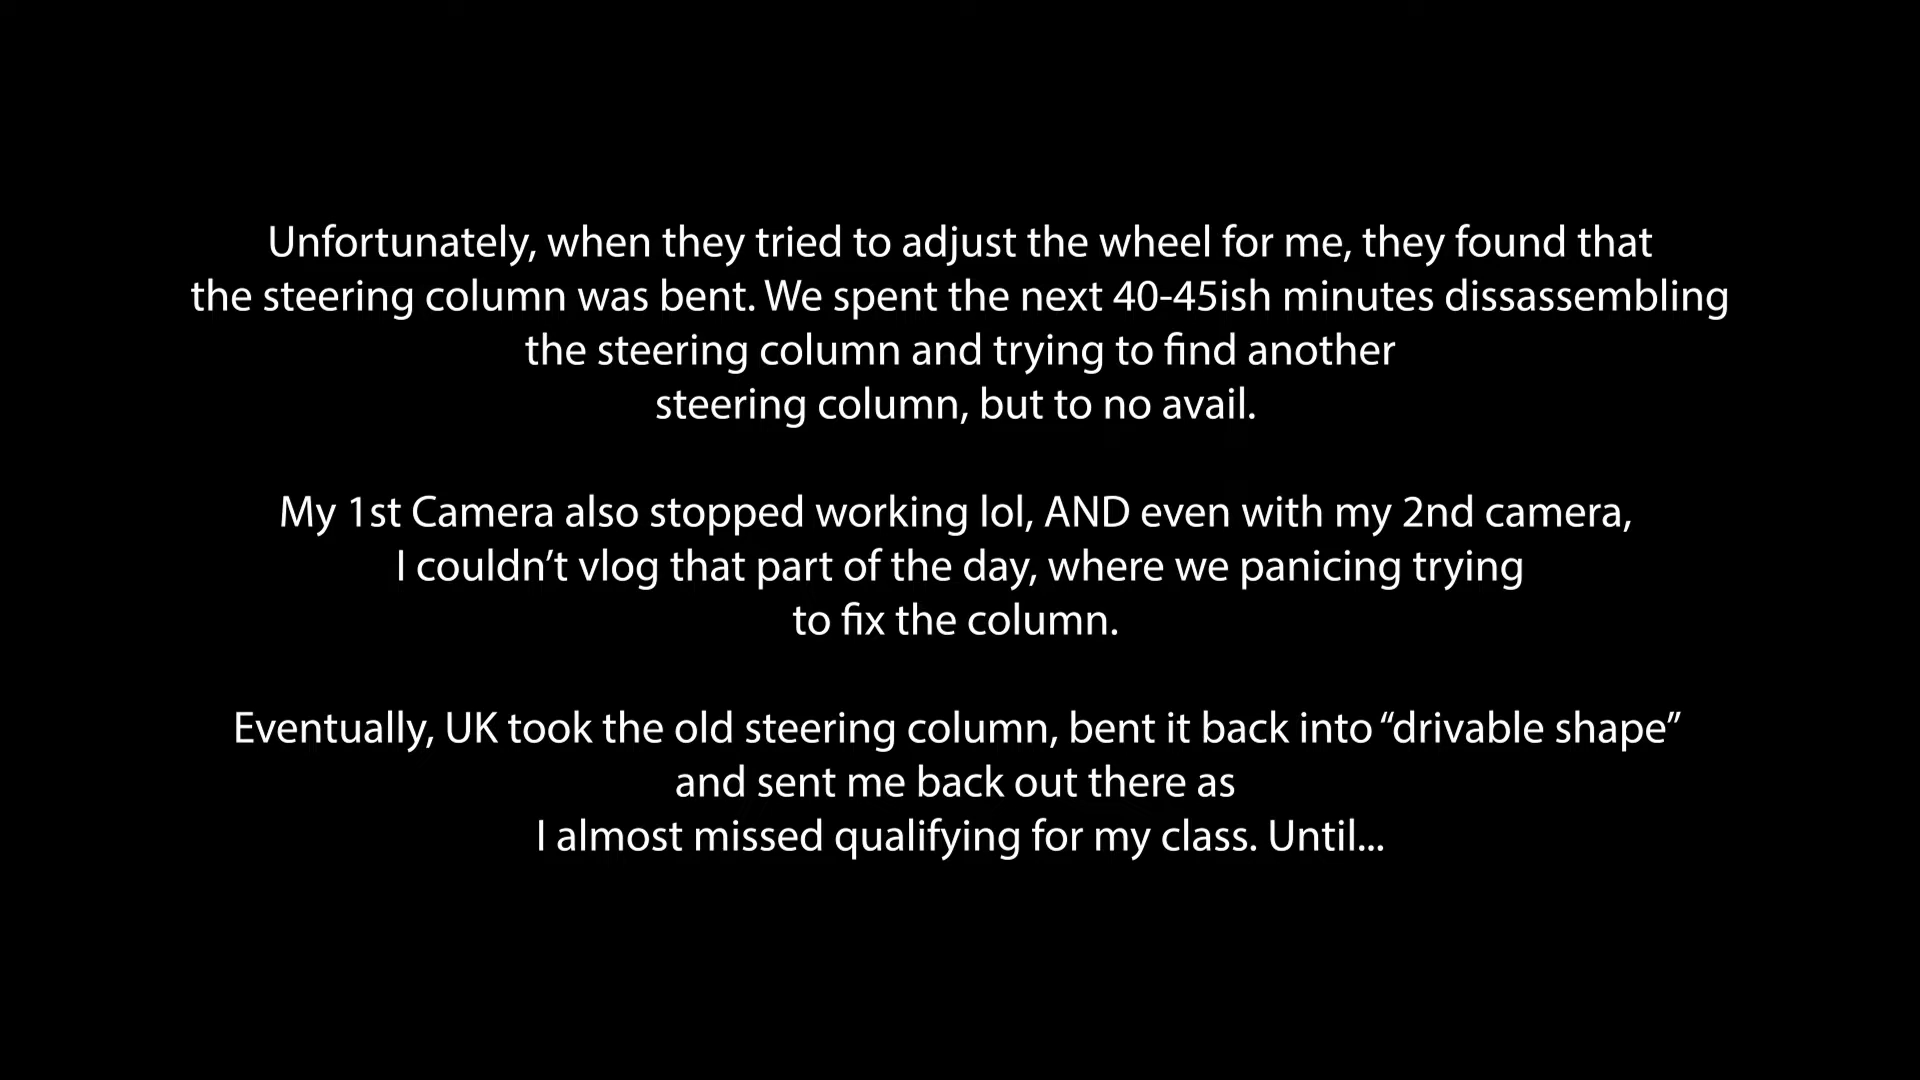 Unfortunately, when they tried to adjust the wheel for me, they found that
the steering column was bent. We spent the next 40-45ish minutes dissassembling
the steering column and trying to find another
steering column, but to no avail.
My 1st Camera also stopped working lol, AND even with my 2nd camera,
I couldn’t vlog that part of the day, where we panicing trying
to fix the column.
Eventually, UK took the old steering column, bent it back into “drivable shape”
and sent me back out there as
I almost missed qualifying for my class. Until...